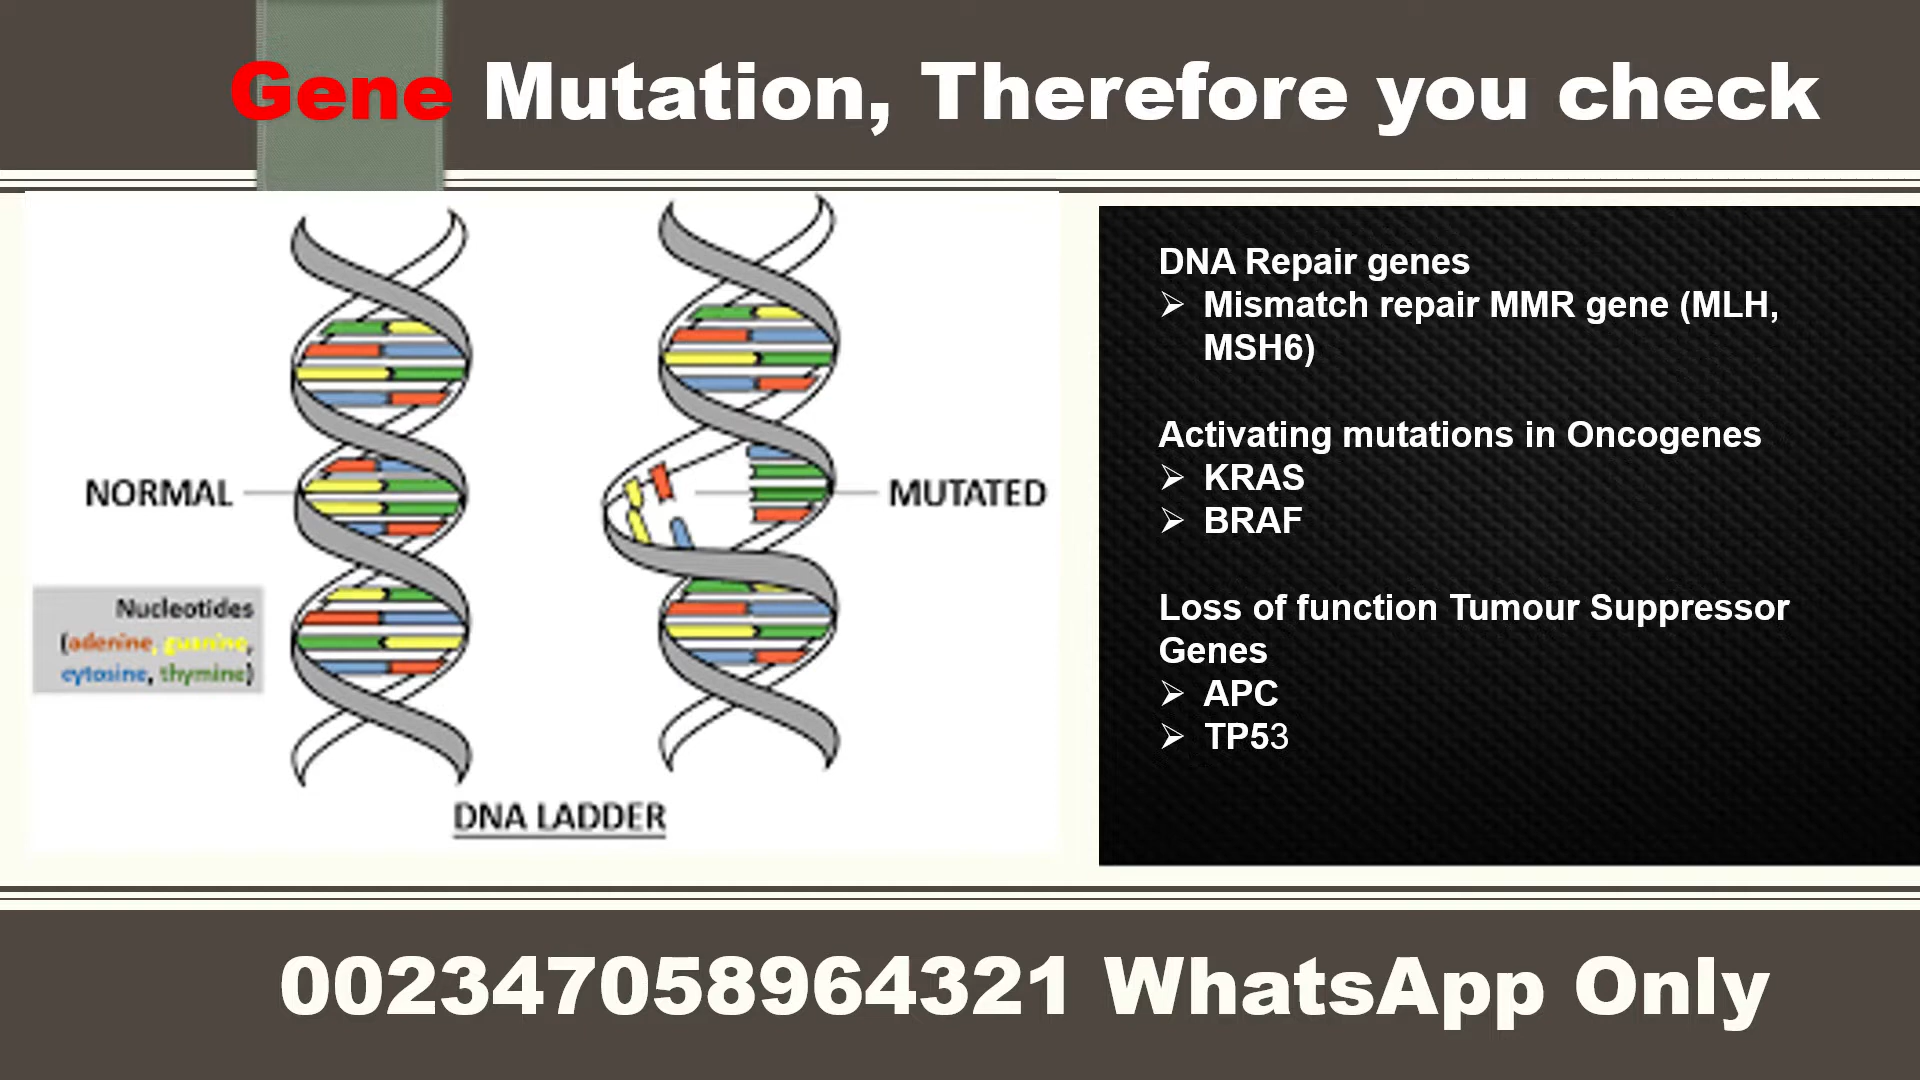 Gene Mutation, Therefore you check
NORMAL
MUTATED
Nucleotides
(adenine, guanine,
cytosine, thymine)
DNA LADDER
DNA Repair genes
➢ Mismatch repair MMR gene (MLH,
MSH6)
Activating mutations in Oncogenes
➢ KRAS
➢ BRAF
Loss of function Tumour Suppressor
Genes
➢ APC
➢ TP53
002347058964321 WhatsApp Only